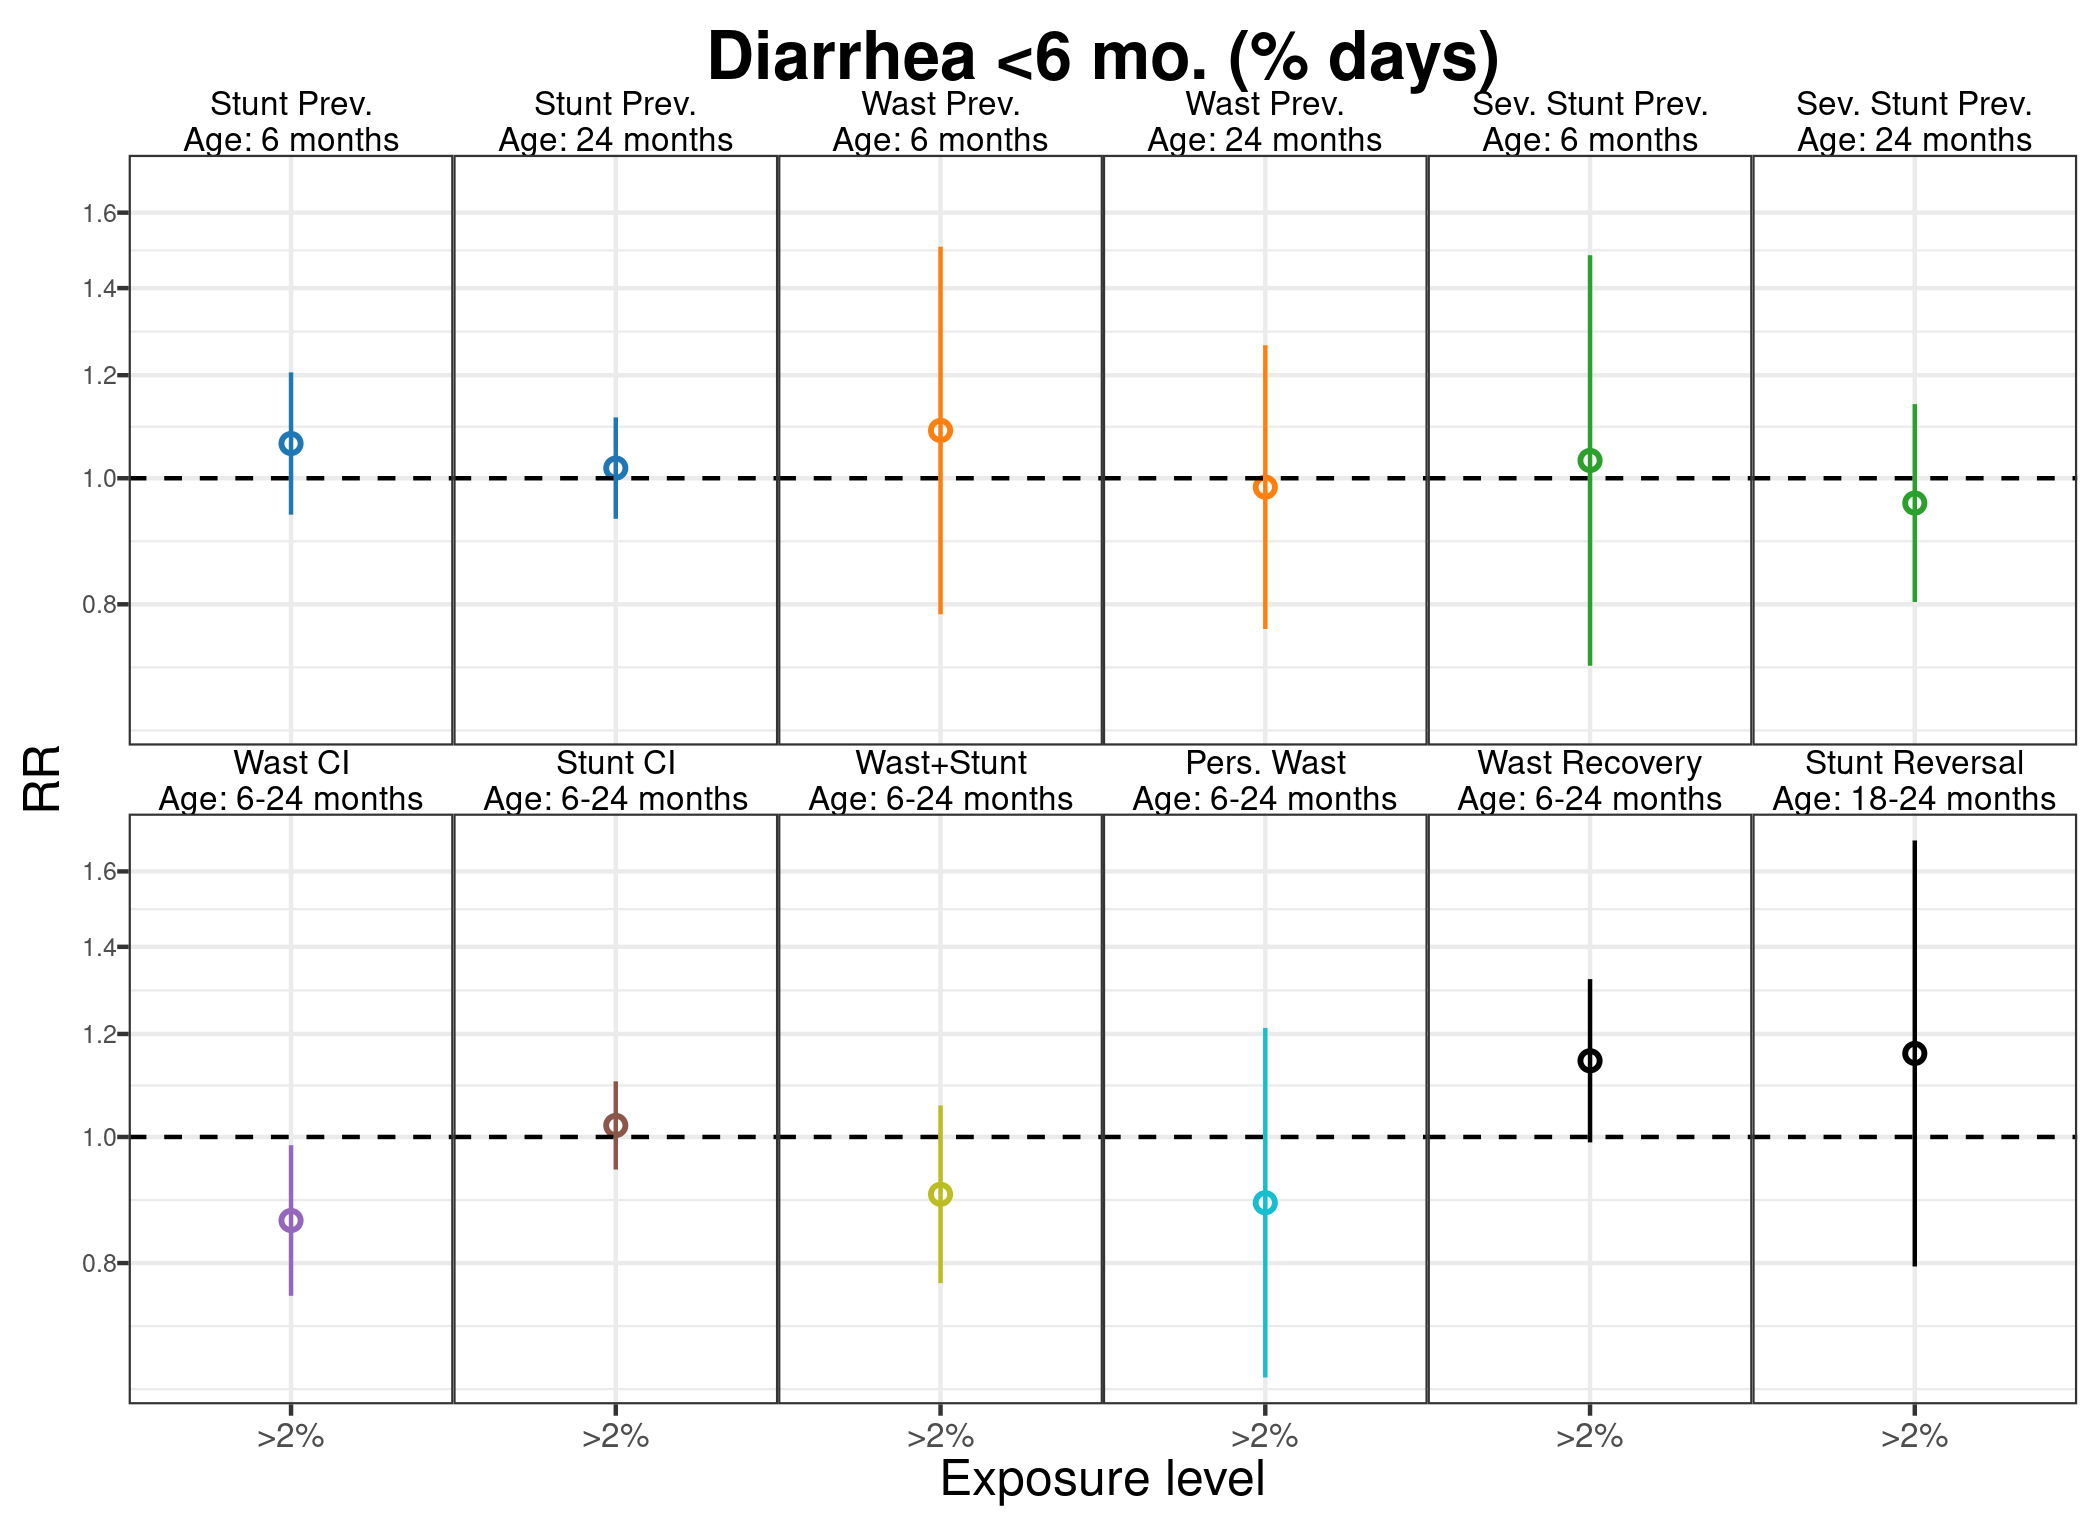 Diarrhea <6 mo. (% days)
Stunt Prev.
Age: 6 months
Stunt Prev.
Age: 24 months
Wast Prev.
Age: 6 months
Wast Prev.
Age: 24 months
Sev. Stunt Prev.
Age: 6 months
Sev. Stunt Prev.
Age: 24 months
1.6
1.4
1.2
1.0
0.8
RR
Wast CI
Age: 6-24 months
Stunt CI
Age: 6-24 months
Wast+Stunt
Age: 6-24 months
Pers. Wast
Age: 6-24 months
Wast Recovery
Age: 6-24 months
Stunt Reversal
Age: 18-24 months
1.6
1.4
1.2
1.0
0.8
>2%
>2%
>2%
>2%
>2%
>2%
Exposure level